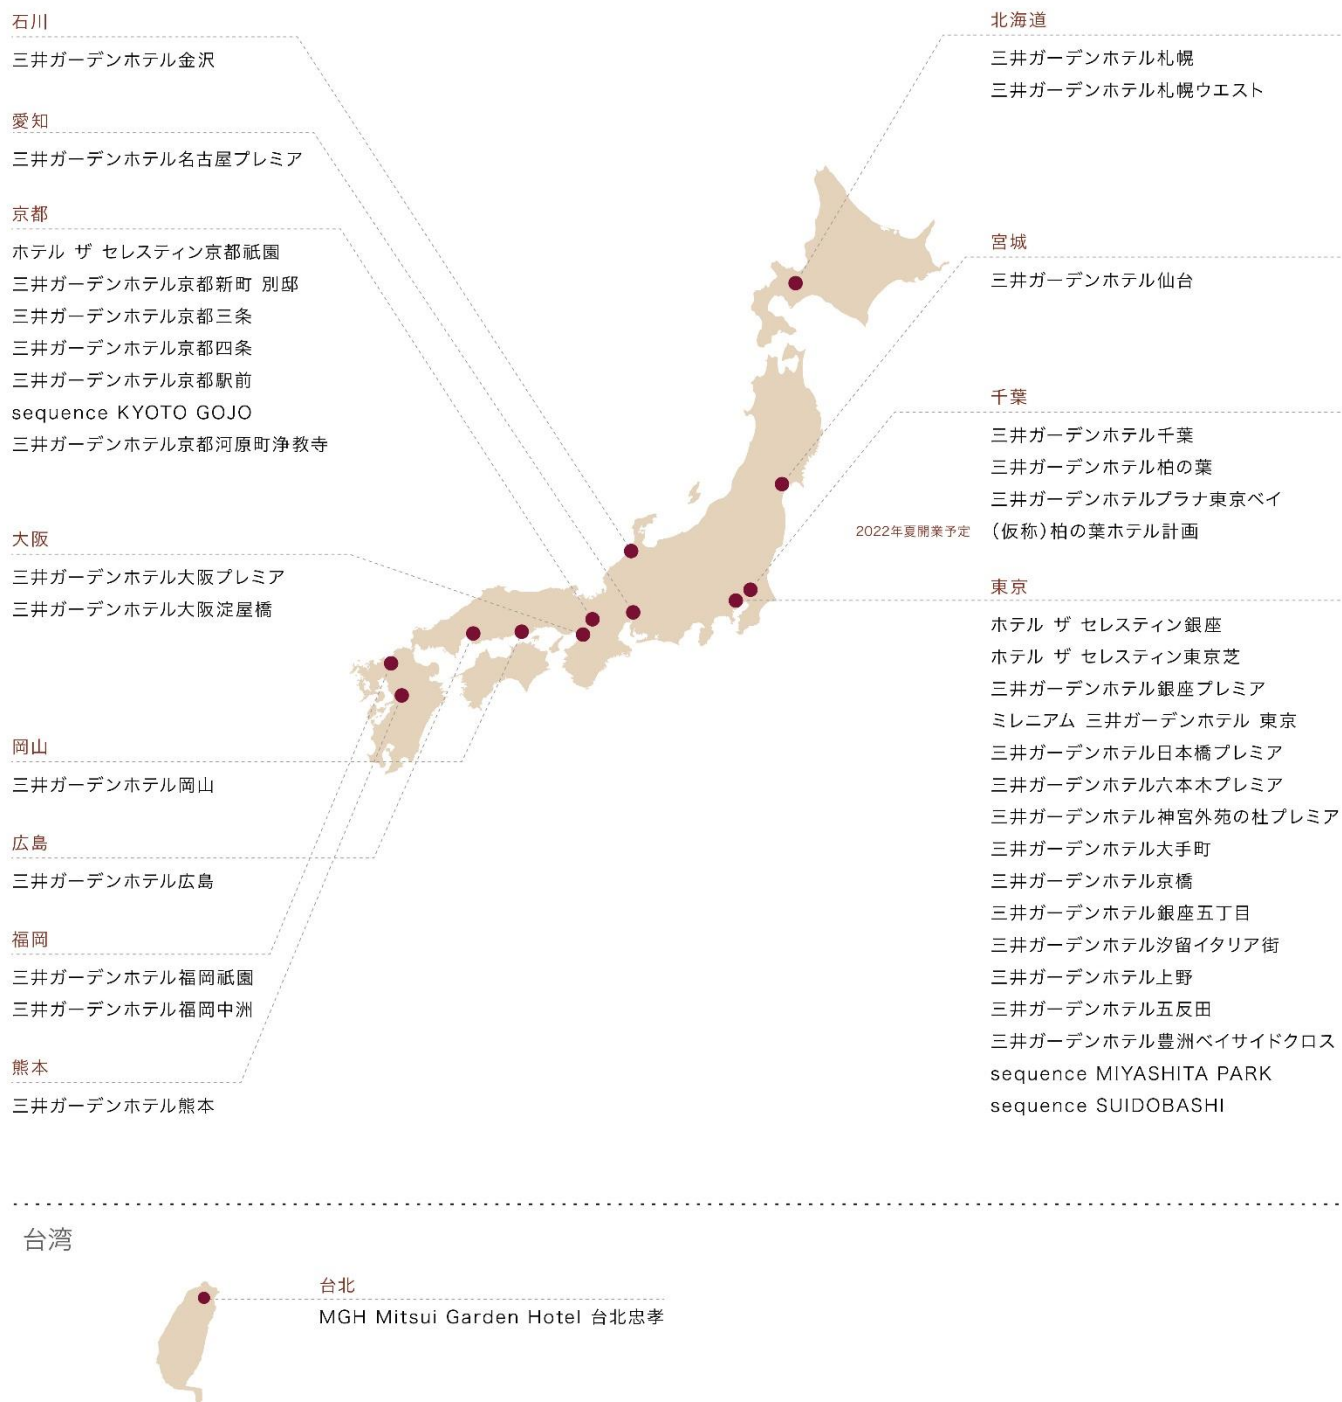 石川
三井ガーデンホテル金沢
愛知
三井ガーデンホテル名古屋プレミア
京都
ホテル ザ セレスティン京都祇園
三井ガーデンホテル京都新町 別邸
三井ガーデンホテル京都三条
三井ガーデンホテル京都四条
三井ガーデンホテル京都駅前
sequence KYOTO GOJO
三井ガーデンホテル京都河原町浄教寺
大阪
三井ガーデンホテル大阪プレミア
三井ガーデンホテル大阪淀屋橋
岡山
三井ガーデンホテル岡山
広島
三井ガーデンホテル広島
福岡
三井ガーデンホテル福岡祇園
三井ガーデンホテル福岡中洲
熊本
三井ガーデンホテル熊本
北海道
三井ガーデンホテル札幌
三井ガーデンホテル札幌ウエスト
宮城
三井ガーデンホテル仙台
千葉
三井ガーデンホテル千葉
三井ガーデンホテル柏の葉
三井ガーデンホテルプラナ東京ベイ
2022年夏開業予定 (仮称)柏の葉ホテル計画
東京
ホテル ザ セレスティン銀座
ホテル ザ セレスティン東京芝
三井ガーデンホテル銀座プレミア
ミレニアム 三井ガーデンホテル 東京
三井ガーデンホテル日本橋プレミア
三井ガーデンホテル六本木プレミア
三井ガーデンホテル神宮外苑の杜プレミア
三井ガーデンホテル大手町
三井ガーデンホテル京橋
三井ガーデンホテル銀座五丁目
三井ガーデンホテル汐留イタリア街
三井ガーデンホテル上野
三井ガーデンホテル五反田
三井ガーデンホテル豊洲ベイサイドクロス
sequence MIYASHITA PARK
sequence SUIDOBASHI
台湾
台北
MGH Mitsui Garden Hotel 台北忠孝